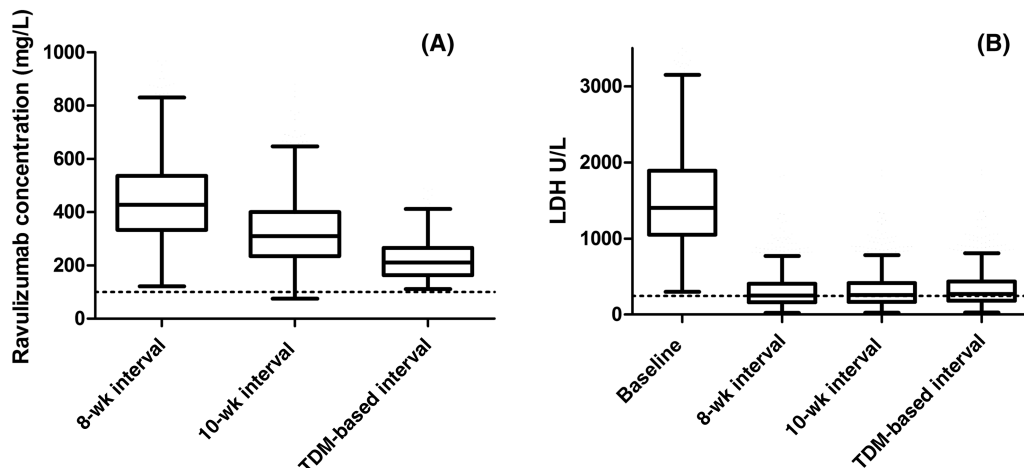 (A)
Ravulizumab concentration (mg/L)
1000
800
600
400
200
0
8-wk interval
10-wk interval
TDM-based interval
(B)
LDH U/L
3000
2000
1000
0
Baseline
8-wk interval
10-wk interval
TDM-based interval